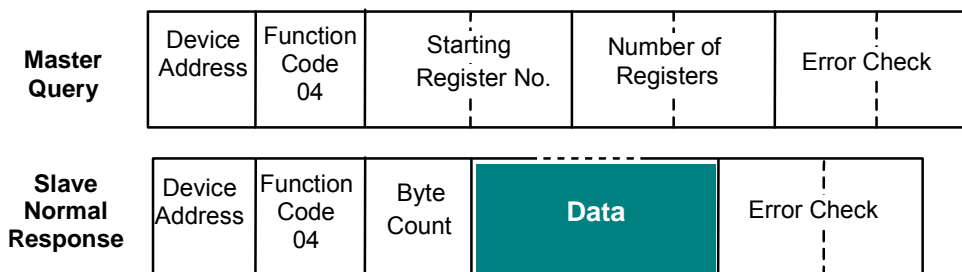 Master
Query
Device
Address
Function
Code
04
Starting
Register No.
Number of
Registers
Error Check
Slave
Normal
Response
Device
Address
Function
Code
04
Byte
Count
Data
Error Check